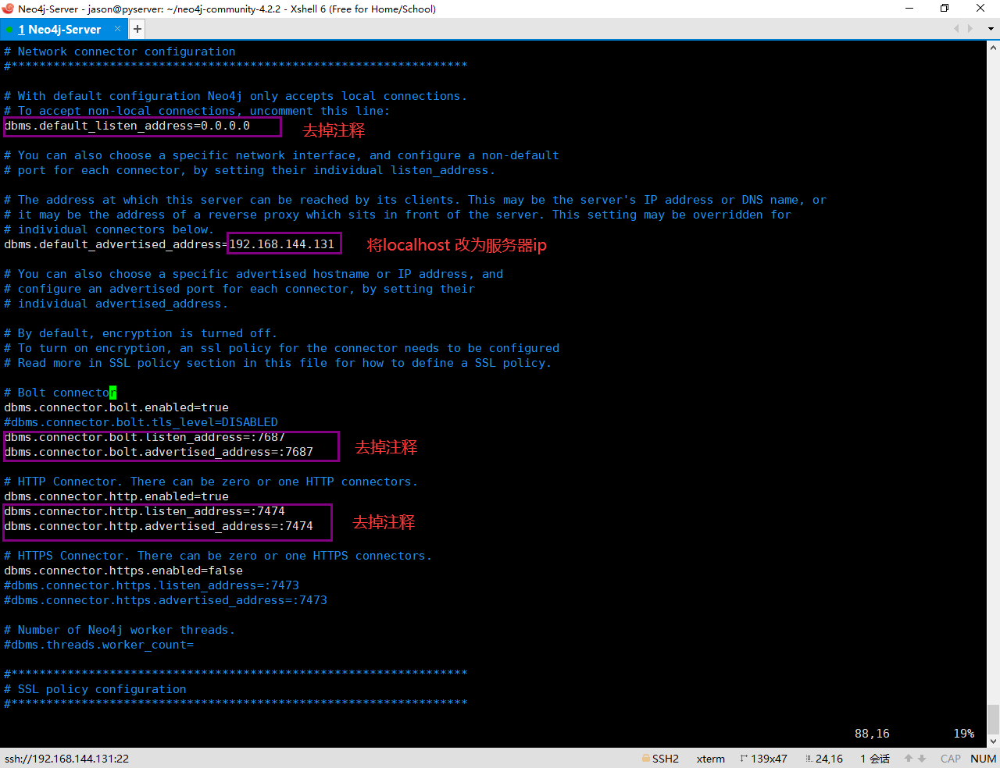 Neo4j-Server - jason@pyserver: ~/neo4j-community-4.2.2 - Xshell 6 (Free for Home/School)
1 Neo4j-Server × +
# Network connector configuration
#*****************************************************************
# With default configuration Neo4j only accepts local connections.
# To accept non-local connections, uncomment this line:
dbms.default_listen_address=0.0.0.0 去掉注释
# You can also choose a specific network interface, and configure a non-default
# port for each connector, by setting their individual listen_address.
# The address at which this server can be reached by its clients. This may be the server's IP address or DNS name, or
# it may be the address of a reverse proxy which sits in front of the server. This setting may be overridden for
# individual connectors below.
dbms.default_advertised_address=192.168.144.131 将localhost 改为服务器ip
# You can also choose a specific advertised hostname or IP address, and
# configure an advertised port for each connector, by setting their
# individual advertised_address.
# By default, encryption is turned off.
# To turn on encryption, an ssl policy for the connector needs to be configured
# Read more in SSL policy section in this file for how to define a SSL policy.
# Bolt connector
dbms.connector.bolt.enabled=true
#dbms.connector.bolt.tls_level=DISABLED
dbms.connector.bolt.listen_address=:7687
dbms.connector.bolt.advertised_address=:7687 去掉注释
# HTTP Connector. There can be zero or one HTTP connectors.
dbms.connector.http.enabled=true
dbms.connector.http.listen_address=:7474
dbms.connector.http.advertised_address=:7474 去掉注释
# HTTPS Connector. There can be zero or one HTTPS connectors.
dbms.connector.https.enabled=false
#dbms.connector.https.listen_address=:7473
#dbms.connector.https.advertised_address=:7473
# Number of Neo4j worker threads.
#dbms.threads.worker_count=
#*****************************************************************
# SSL policy configuration
#*****************************************************************
88,16 19%
ssh://192.168.144.131:22 SSH2 xterm 139x47 24,16 1 会话 CAP NUM